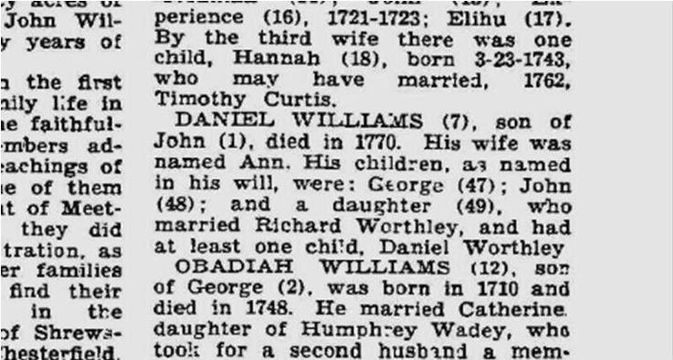 y acres of
John Wil-
y years of
n the first
nily life in
ne faithful-
mbers ad-
eachings of
ne of them
nt of Meet-
they did
tration, as
er families
find their
in the
of Shrews-
Chesterfield,
perience (16), 1721-1723; Elihu (17).
By the third wife there was one
child, Hannah (18), born 3-23-1743,
who may have married, 1762,
Timothy Curtis.
DANIEL WILLIAMS (7), son of
John (1), died in 1770. His wife was
named Ann. His children, as named
in his will, were: George (47); John
(48); and a daughter (49), who
married Richard Worthley, and had
at least one child, Daniel Worthley
OBADIAH WILLIAMS (12), son
of George (2), was born in 1710 and
died in 1748. He married Catherine
daughter of Humphrey Wadey, who
took for a second husband a mem-